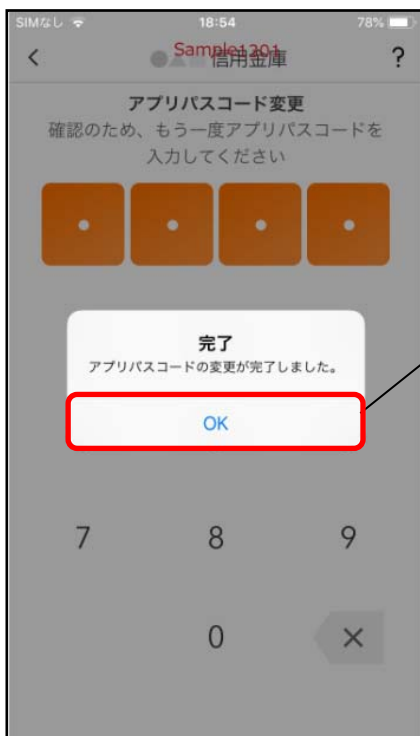 SIMなし 18:54 78%
< ●▲■信用金庫 ?
Sample1201
アプリパスコード変更
確認のため、もう一度アプリパスコードを
入力してください
完了
アプリパスコードの変更が完了しました。
OK
7 8 9
0